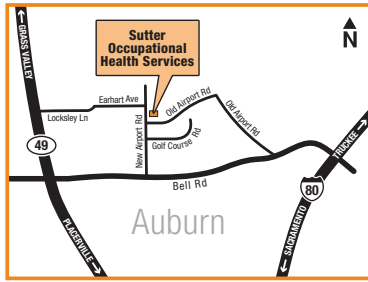 GRASS VALLEY
Sutter
Occupational
Health Services
N
Earhart Ave
Locksley Ln
Old Airport Rd
Old Airport Rd
New Airport Rd
Golf Course Rd
49
Bell Rd
TRUCKEE
80
SACRAMENTO
PLACERVILLE
Auburn